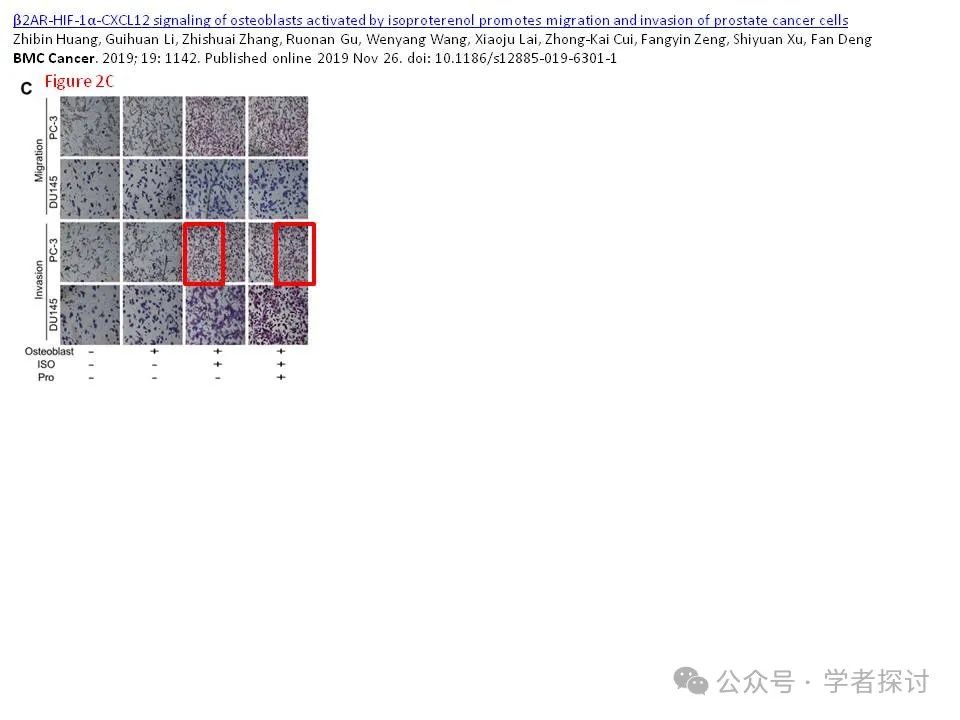 β2AR-HIF-1α-CXCL12 signaling of osteoblasts activated by isoproterenol promotes migration and invasion of prostate cancer cells
Zhibin Huang, Guihuan Li, Zhishuai Zhang, Ruonan Gu, Wenyang Wang, Xiaoju Lai, Zhong-Kai Cui, Fangyin Zeng, Shiyuan Xu, Fan Deng
BMC Cancer. 2019; 19: 1142. Published online 2019 Nov 26. doi: 10.1186/s12885-019-6301-1
C Figure 2C
Migration
PC-3
DU145
Invasion
PC-3
DU145
Osteoblast - + + +
ISO - - + +
Pro - - - +
公众号 · 学者探讨